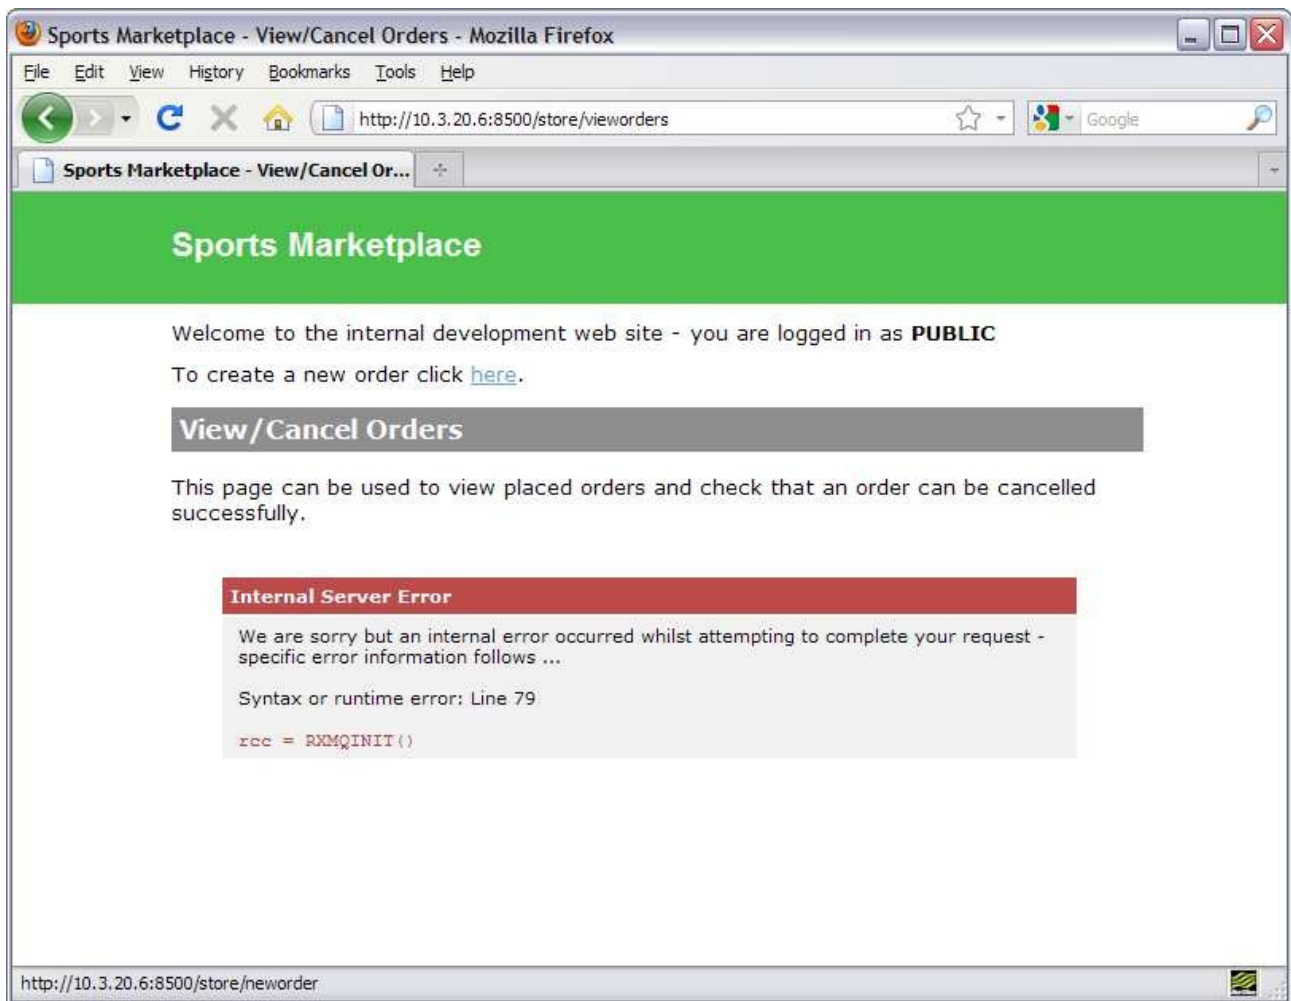 Sports Marketplace - View/Cancel Orders - Mozilla Firefox
File Edit View History Bookmarks Tools Help
http://10.3.20.6:8500/store/vieworders
Google
Sports Marketplace - View/Cancel Or...
Sports Marketplace
Welcome to the internal development web site - you are logged in as PUBLIC
To create a new order click here.
View/Cancel Orders
This page can be used to view placed orders and check that an order can be cancelled
successfully.
Internal Server Error
We are sorry but an internal error occurred whilst attempting to complete your request -
specific error information follows ...
Syntax or runtime error: Line 79
rcc = RXMQINIT()
http://10.3.20.6:8500/store/neworder